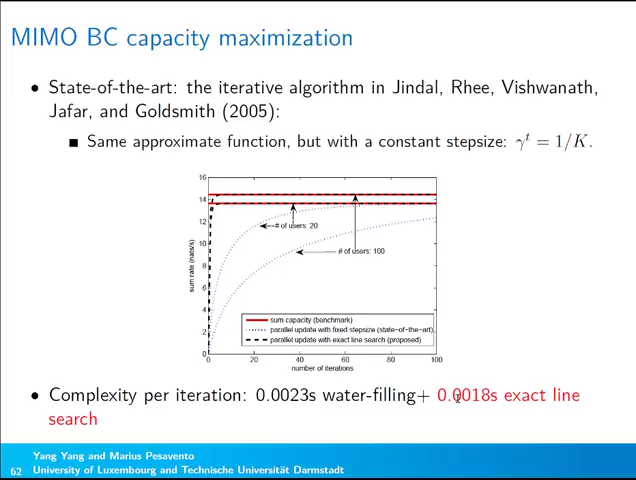 MIMO BC capacity maximization
• State-of-the-art: the iterative algorithm in Jindal, Rhee, Vishwanath,
Jafar, and Goldsmith (2005):
■ Same approximate function, but with a constant stepsize: γᵗ = 1/K.
16
14
12
10
8
6
4
2
0
sum rate (nats/s)
# of users: 20
# of users: 100
sum capacity (benchmark)
parallel update with fixed stepsize (state-of-the-art)
parallel update with exact line search (proposed)
0 20 40 60 80 100
number of iterations
• Complexity per iteration: 0.0023s water-filling+ 0.0018s exact line
search
Yang Yang and Marius Pesavento
62 University of Luxembourg and Technische Universität Darmstadt